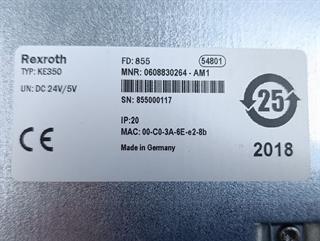 Rexroth
TYP: KE350
UN: DC 24V/5V
FD: 855
54801
MNR: 0608830264 - AM1
SN: 855000117
IP:20
MAC: 00-C0-3A-6E-e2-8b
Made in Germany
CE
25
2018